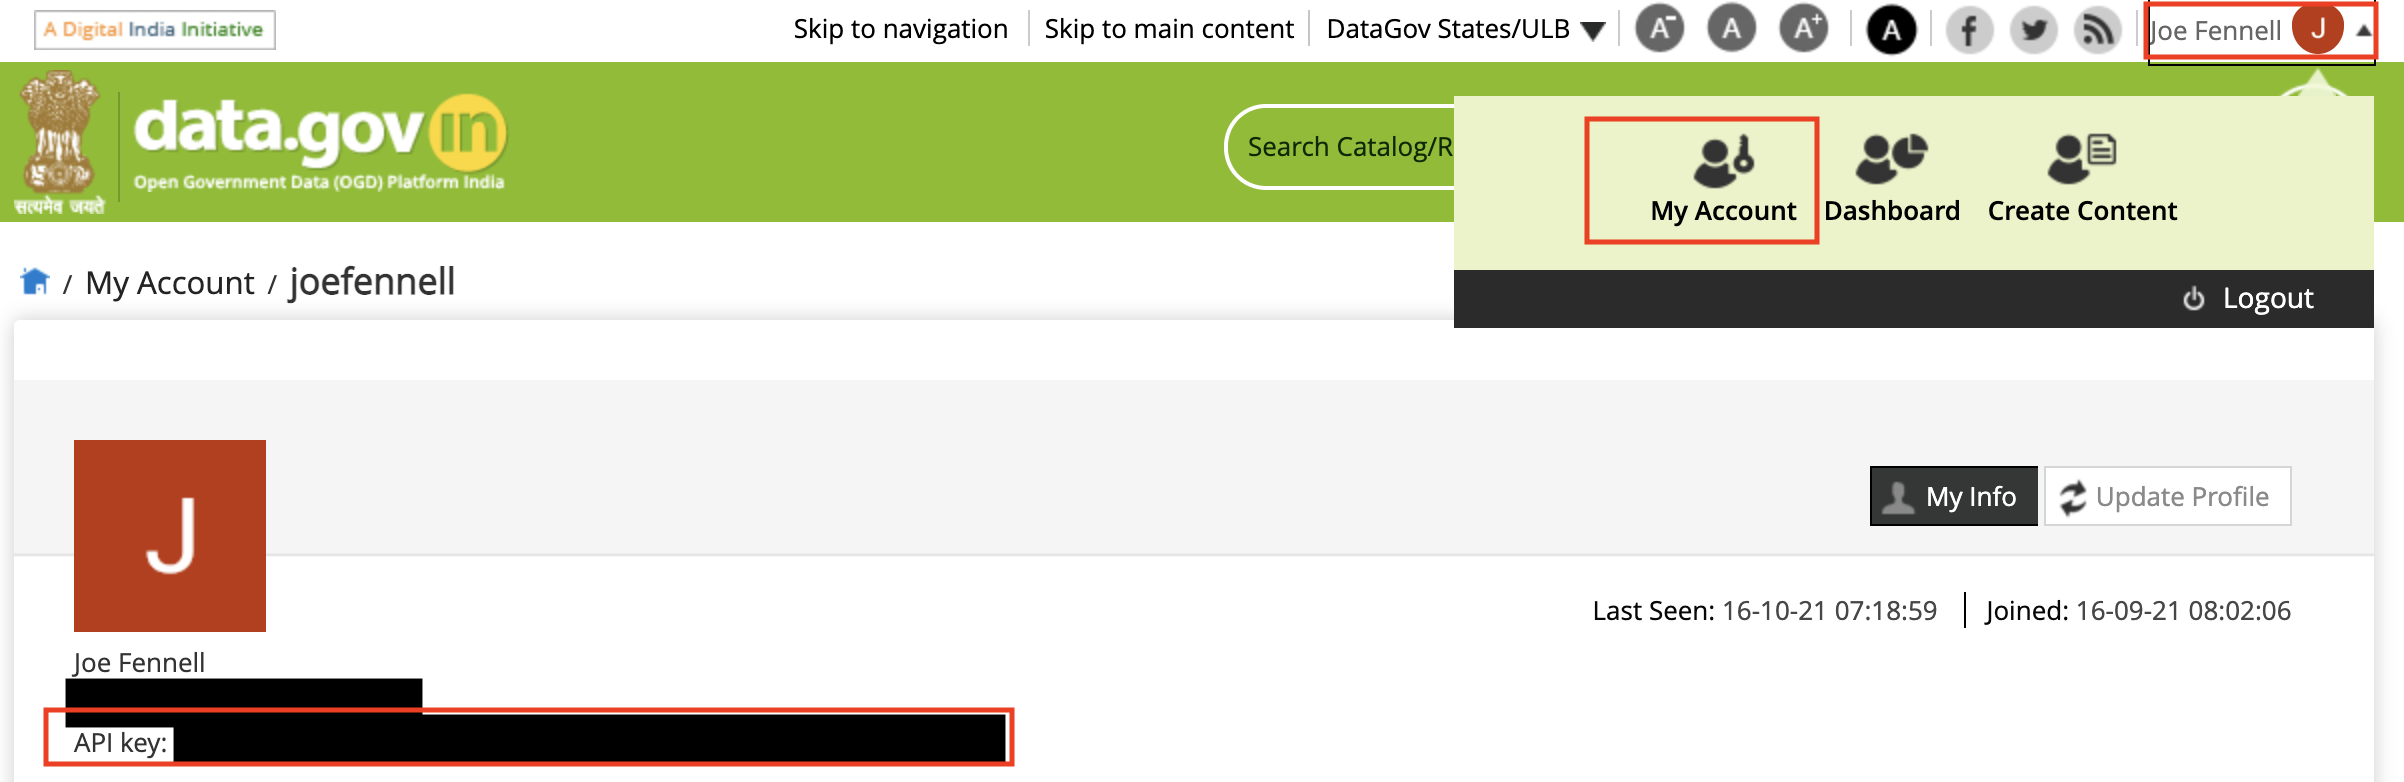 A Digital India Initiative
Skip to navigation
Skip to main content
DataGov States/ULB
A-
A
A+
A
Joe Fennell
J
data.gov in
Open Government Data (OGD) Platform India
सत्यमेव जयते
Search Catalog/R
My Account
Dashboard
Create Content
Logout
/ My Account / joefennell
J
My Info
Update Profile
Last Seen: 16-10-21 07:18:59
Joined: 16-09-21 08:02:06
Joe Fennell
API key: